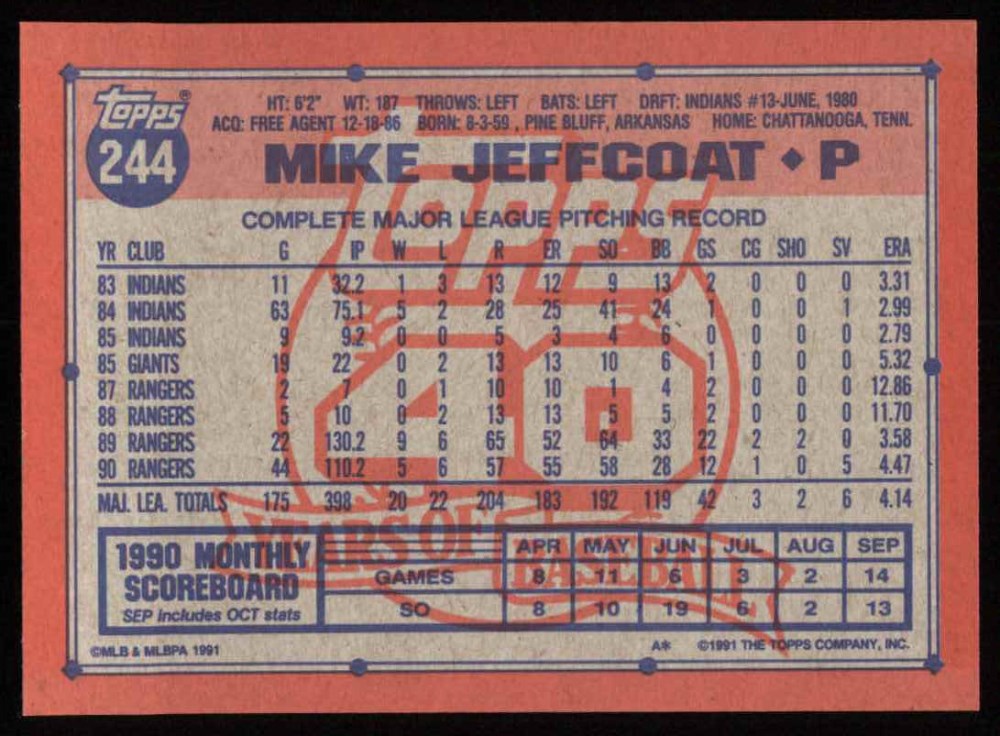 TOPPS®
244
HT: 6'2" WT: 187 THROWS: LEFT BATS: LEFT DRFT: INDIANS #13-JUNE, 1980
ACQ: FREE AGENT 12-18-86 BORN: 8-3-59 , PINE BLUFF, ARKANSAS HOME: CHATTANOOGA, TENN.
MIKE JEFFCOAT ◆ P
TOPPS
40
YEARS OF
BASEBALL
COMPLETE MAJOR LEAGUE PITCHING RECORD
YR CLUB G IP W L R ER SO BB GS CG SHO SV ERA
83 INDIANS 11 32.2 1 3 13 12 9 13 2 0 0 0 3.31
84 INDIANS 63 75.1 5 2 28 25 41 24 1 0 0 1 2.99
85 INDIANS 9 9.2 0 0 5 3 4 6 0 0 0 0 2.79
85 GIANTS 19 22 0 2 13 13 10 6 1 0 0 0 5.32
87 RANGERS 2 7 0 1 10 10 1 4 2 0 0 0 12.86
88 RANGERS 5 10 0 2 13 13 5 5 2 0 0 0 11.70
89 RANGERS 22 130.2 9 6 65 52 64 33 22 2 2 0 3.58
90 RANGERS 44 110.2 5 6 57 55 58 28 12 1 0 5 4.47
MAJ. LEA. TOTALS 175 398 20 22 204 183 192 119 42 3 2 6 4.14
1990 MONTHLY
SCOREBOARD
SEP includes OCT stats
APR MAY JUN JUL AUG SEP
GAMES 8 11 6 3 2 14
SO 8 10 19 6 2 13
©MLB & MLBPA 1991
A* ©1991 THE TOPPS COMPANY, INC.